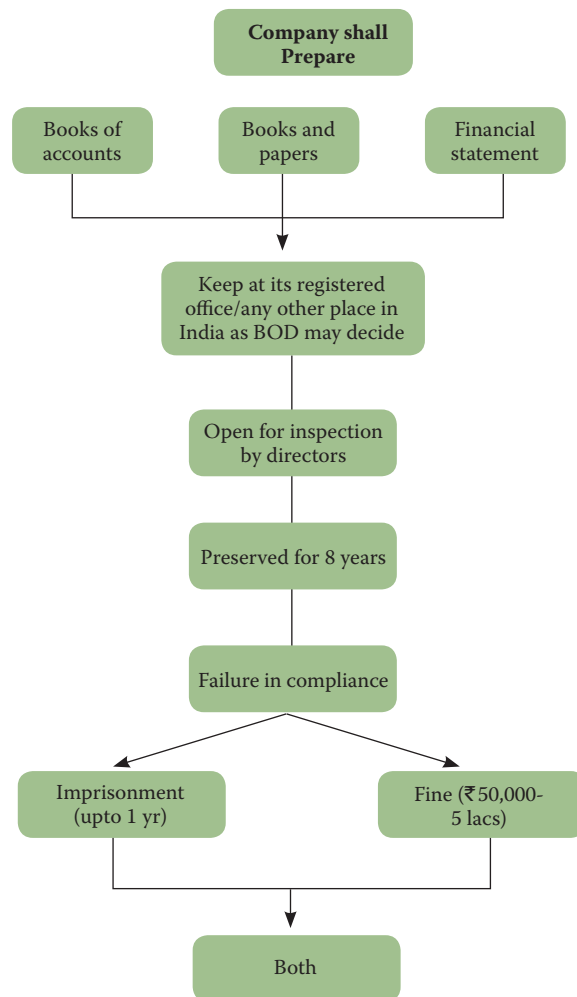 Company shall
Prepare
Books of
accounts
Books and
papers
Financial
statement
Keep at its registered
office/any other place in
India as BOD may decide
Open for inspection
by directors
Preserved for 8 years
Failure in compliance
Imprisonment
(upto 1 yr)
Fine (₹50,000-
5 lacs)
Both